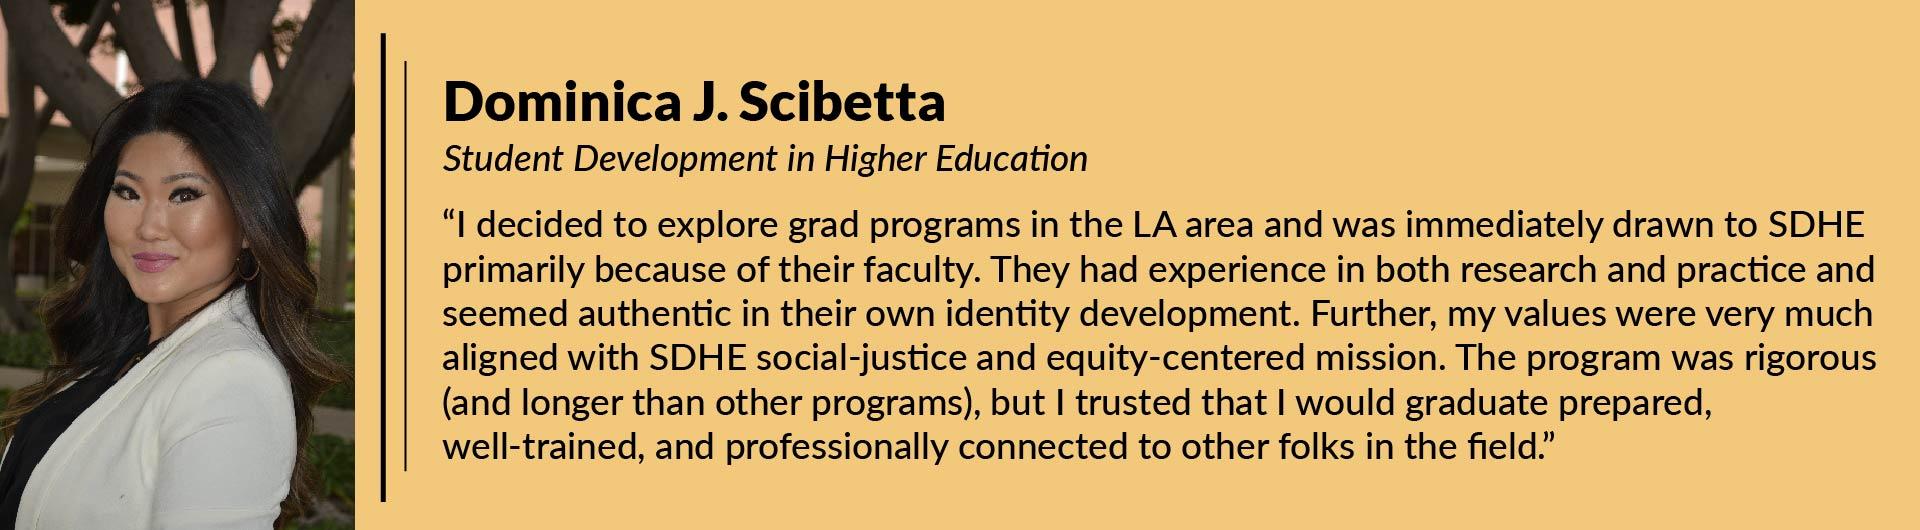 Dominica J. Scibetta
Student Development in Higher Education
“I decided to explore grad programs in the LA area and was immediately drawn to SDHE
primarily because of their faculty. They had experience in both research and practice and
seemed authentic in their own identity development. Further, my values were very much
aligned with SDHE social-justice and equity-centered mission. The program was rigorous
(and longer than other programs), but I trusted that I would graduate prepared,
well-trained, and professionally connected to other folks in the field.”